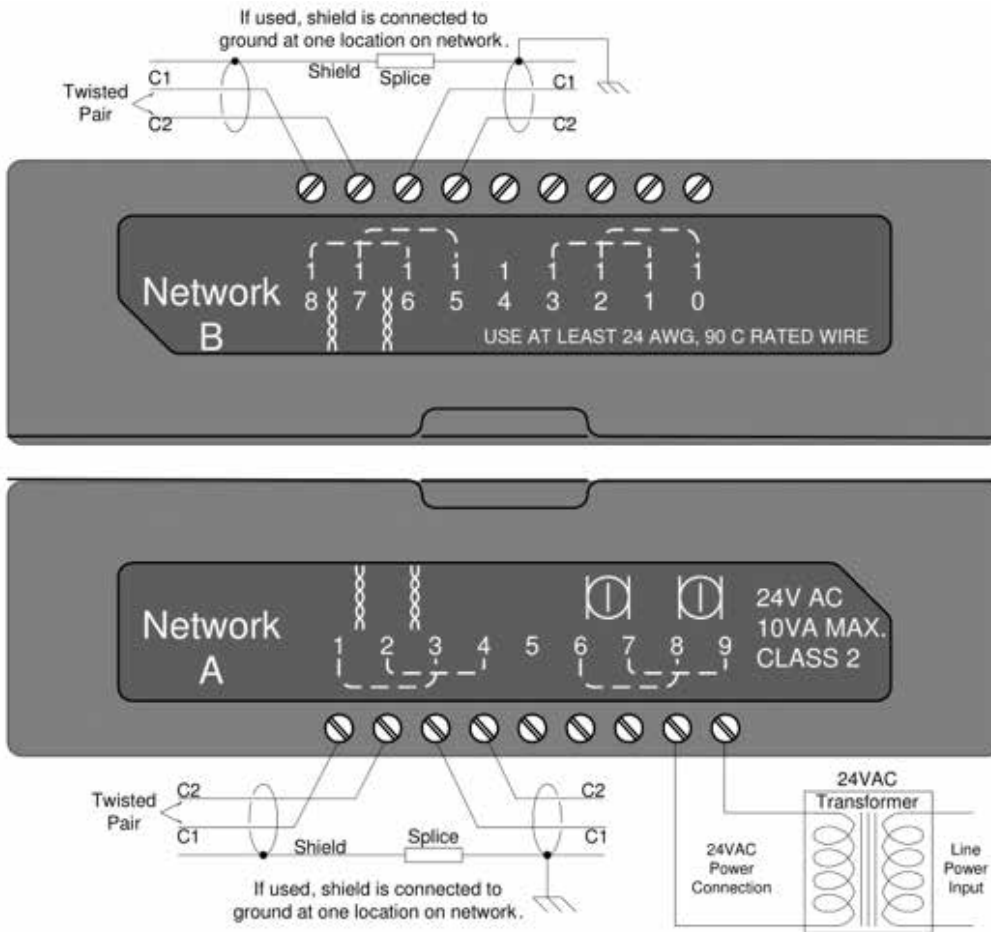 If used, shield is connected to
ground at one location on network.
Shield
Splice
C1
C1
Twisted
Pair
C2
C2
1 1 1 1 1 1 1 1 1
Network
8 7 6 5 4 3 2 1 0
B
USE AT LEAST 24 AWG, 90 C RATED WIRE
24V AC
Network
10VA MAX.
1 2 3 4 5 6 7 8 9
A
CLASS 2
C2
C2
Twisted
Pair
C1
C1
Shield
Splice
If used, shield is connected to
ground at one location on network.
24VAC
Transformer
24VAC
Power
Connection
Line
Power
Input